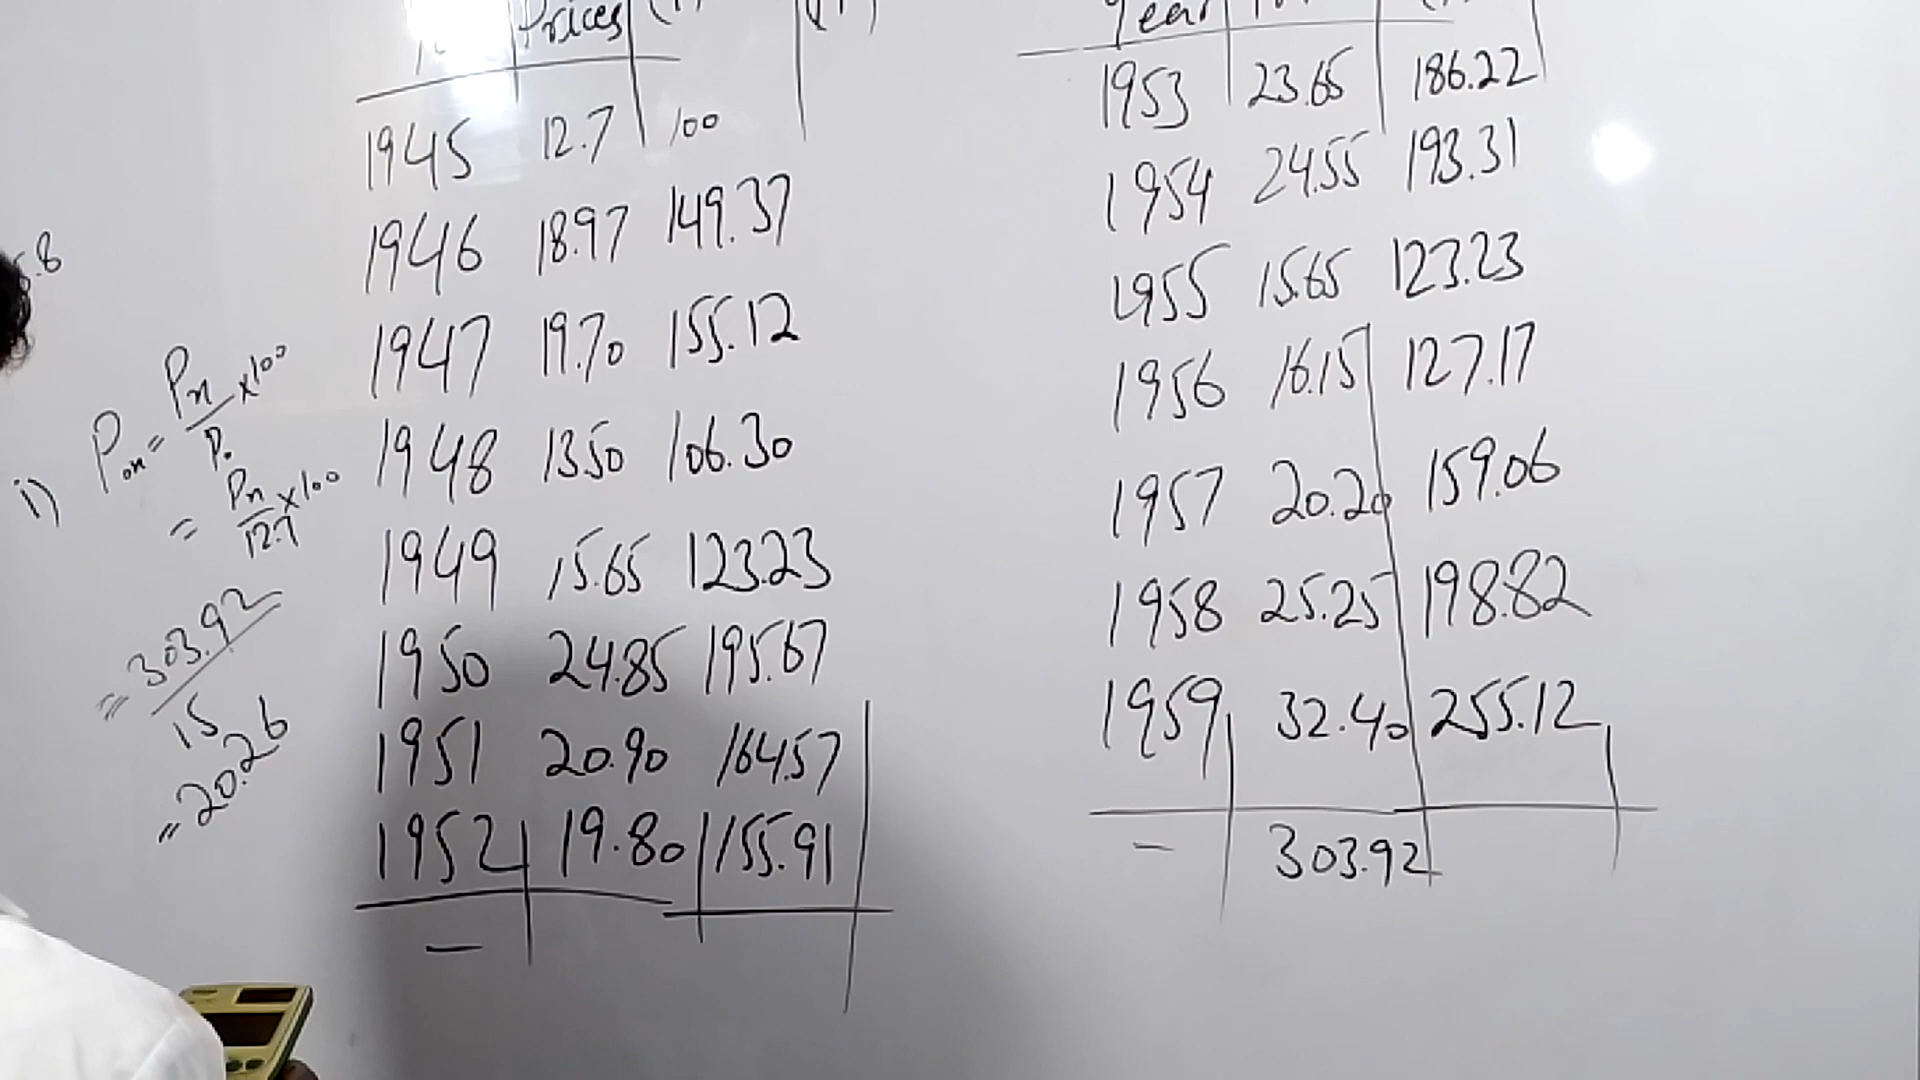 Prices
1945 12.7 100
1946 18.97 149.37
1947 19.70 155.12
1948 13.50 106.30
1949 15.65 123.23
1950 24.85 195.67
1951 20.90 164.57
1952 19.80 155.91
–
Year
1953 23.65 186.22
1954 24.55 193.31
1955 15.65 123.23
1956 16.15 127.17
1957 20.20 159.06
1958 25.25 198.82
1959 32.40 255.12
– 303.92
.8
i) Pon = Pn/P. x100
= Pn/12.7 x100
= 303.92/15
= 20.26